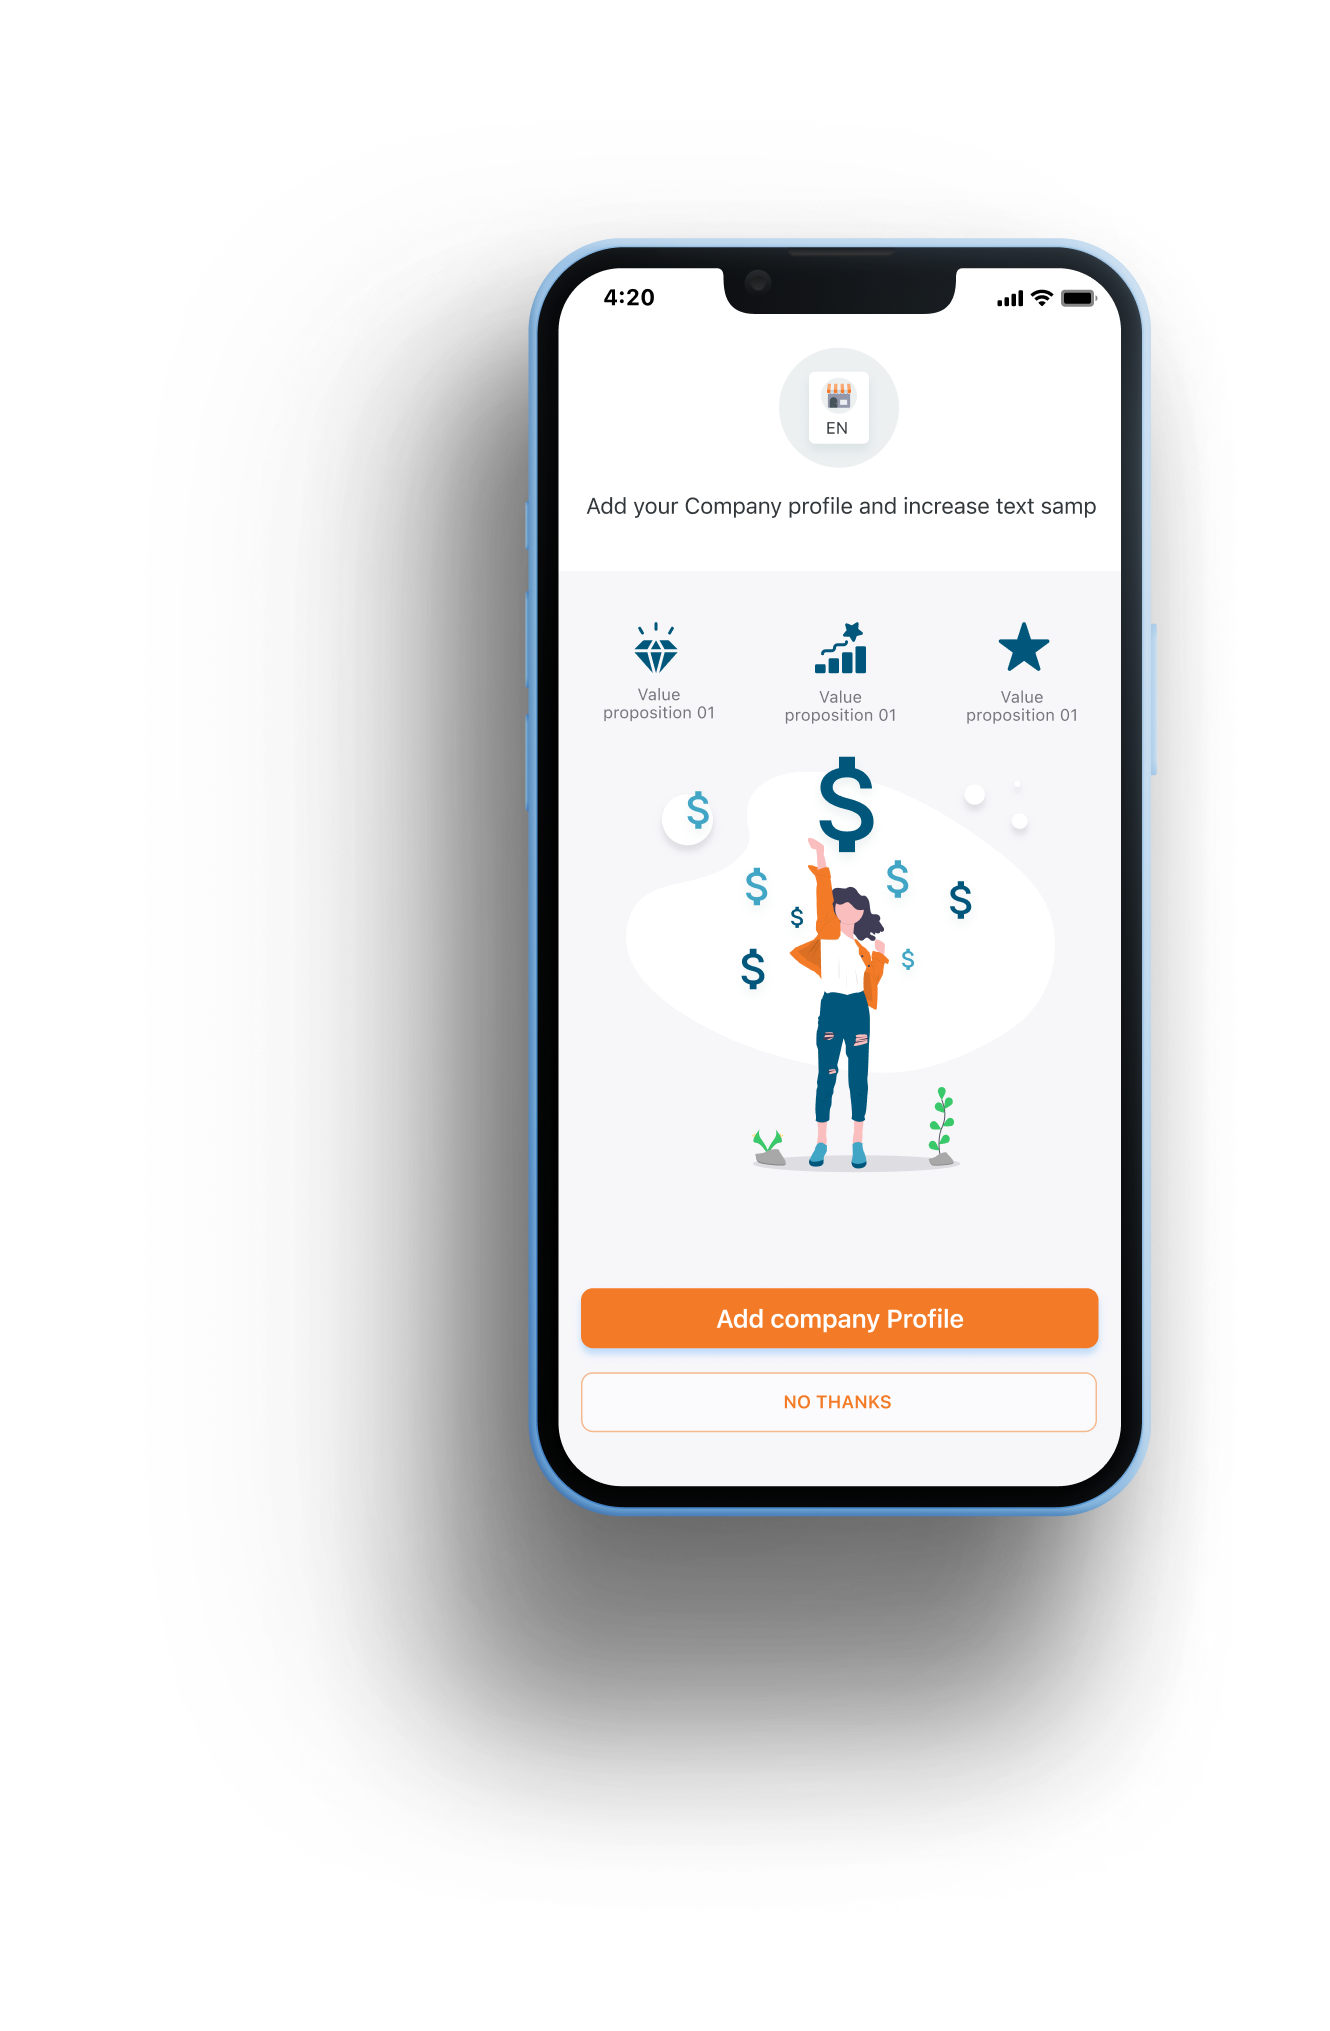 4:20
EN
Add your Company profile and increase text samp
Value
proposition 01
Value
proposition 01
Value
proposition 01
$
$
$
$
$
$
$
$
Add company Profile
NO THANKS